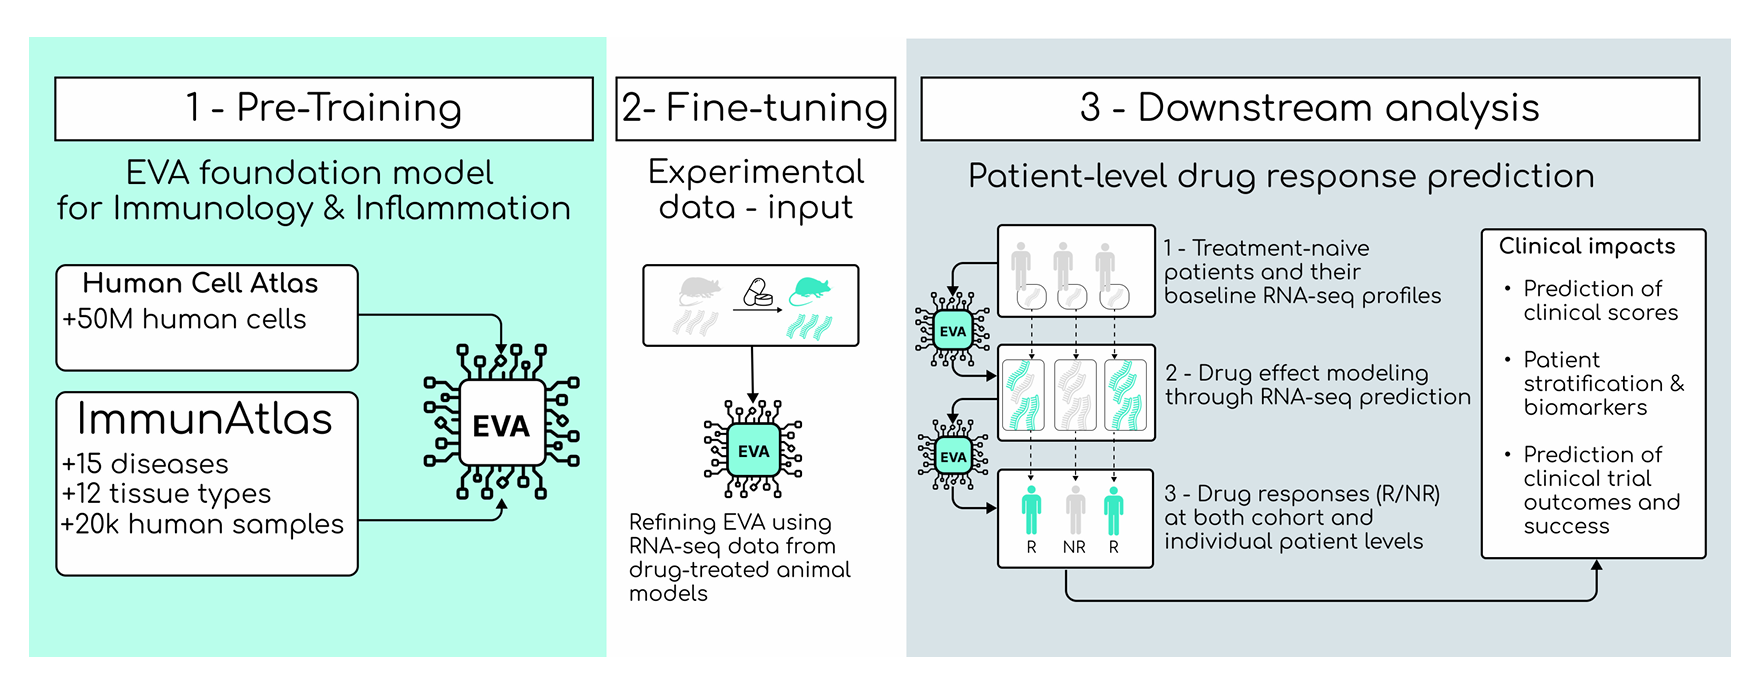 1 - Pre-Training
EVA foundation model
for Immunology & Inflammation
Human Cell Atlas
+50M human cells
ImmunAtlas
+15 diseases
+12 tissue types
+20k human samples
EVA
2- Fine-tuning
Experimental
data - input
EVA
Refining EVA using
RNA-seq data from
drug-treated animal
models
3 - Downstream analysis
Patient-level drug response prediction
EVA
EVA
1 - Treatment-naive
patients and their
baseline RNA-seq profiles
2 - Drug effect modeling
through RNA-seq prediction
R NR R
3 - Drug responses (R/NR)
at both cohort and
individual patient levels
Clinical impacts
• Prediction of
clinical scores
• Patient
stratification &
biomarkers
• Prediction of
clinical trial
outcomes and
success